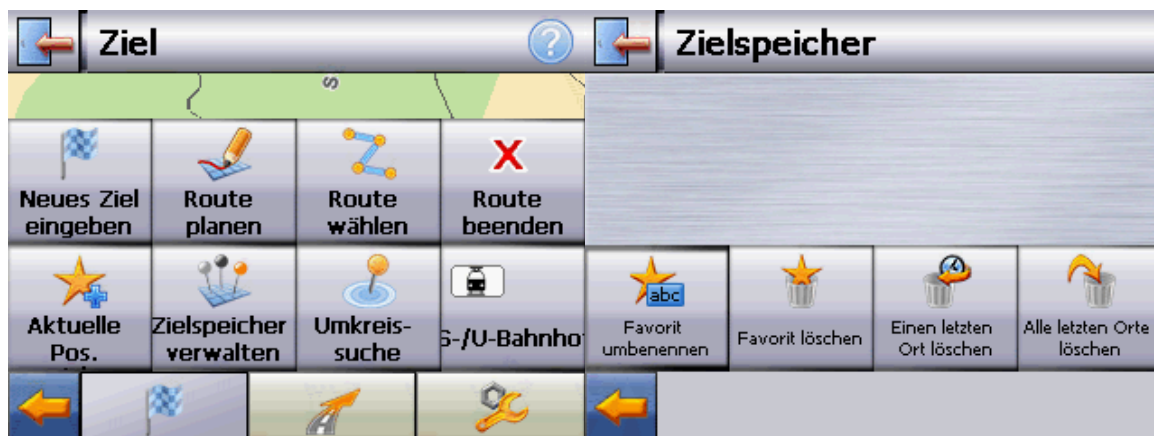 Ziel
S
Neues Ziel
eingeben
Route
planen
Route
wählen
Route
beenden
Aktuelle
Pos.
Zielspeicher
verwalten
Umkreis-
suche
S-/U-Bahnho
Zielspeicher
abc
Favorit
umbenennen
Favorit löschen
Einen letzten
Ort löschen
Alle letzten Orte
löschen